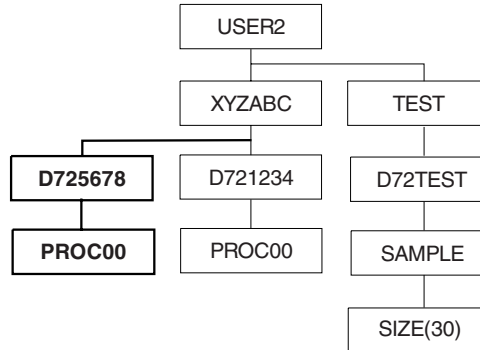 USER2
XYZABC TEST
D725678 D721234 D72TEST
PROC00 PROC00 SAMPLE
SIZE(30)